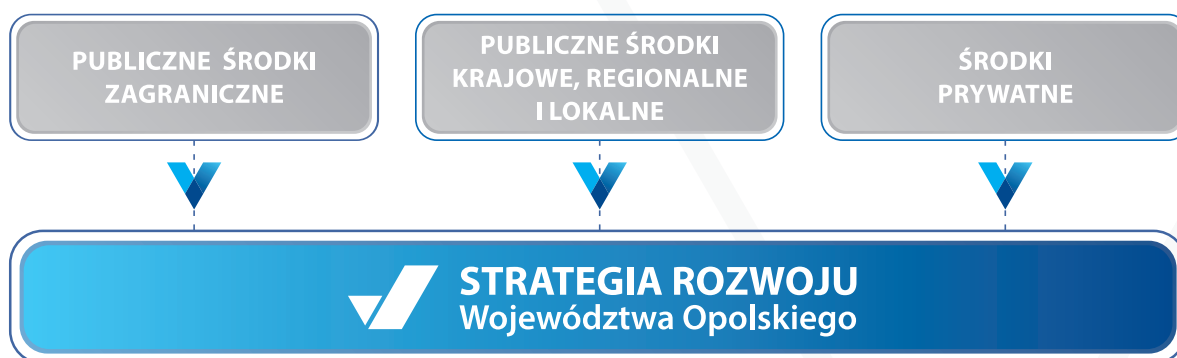 PUBLICZNE ŚRODKI
ZAGRANICZNE
PUBLICZNE ŚRODKI
KRAJOWE, REGIONALNE
I LOKALNE
ŚRODKI
PRYWATNE
STRATEGIA ROZWOJU
Województwa Opolskiego